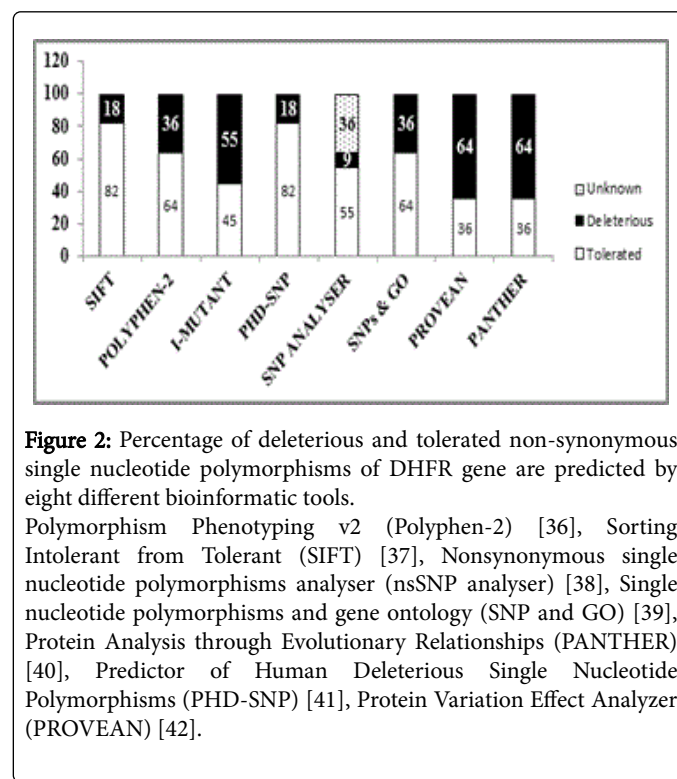 120
100
80
60
40
20
0
18
36
55
18
36
9
36
64
64
82
64
45
82
55
64
36
36
SIFT
POLYPHEN-2
I-MUTANT
PHD-SNP
SNP ANALYSER
SNPs & GO
PROVEAN
PANTHER
Unknown
Deleterious
Tolerated
Figure 2: Percentage of deleterious and tolerated non-synonymous
single nucleotide polymorphisms of DHFR gene are predicted by
eight different bioinformatic tools.
Polymorphism Phenotyping v2 (Polyphen-2) [36], Sorting
Intolerant from Tolerant (SIFT) [37], Nonsynonymous single
nucleotide polymorphisms analyser (nsSNP analyser) [38], Single
nucleotide polymorphisms and gene ontology (SNP and GO) [39],
Protein Analysis through Evolutionary Relationships (PANTHER)
[40], Predictor of Human Deleterious Single Nucleotide
Polymorphisms (PHD-SNP) [41], Protein Variation Effect Analyzer
(PROVEAN) [42].